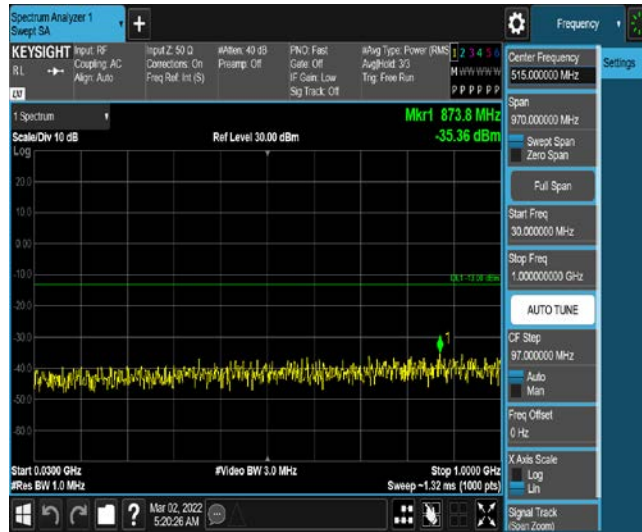 Spectrum Analyzer 1
Swept SA
Frequency
KEYSIGHT
Input: RF
Input Z: 50 Ω
#Atten: 40 dB
PNO: Fast
#Avg Type: Power (RMS
1 2 3 4 5 6
RL
Coupling: AC
Corrections: On
Preamp: Off
Gate: Off
Avg|Hold: 3/3
M W W W W W
Align: Auto
Freq Ref: Int (S)
IF Gain: Low
Trig: Free Run
Sig Track: Off
P P P P P P
LXI
1 Spectrum
Mkr1 873.8 MHz
Scale/Div 10 dB
Ref Level 30.00 dBm
-35.36 dBm
Log
20.0
10.0
0.00
-10.0
DL1 -13.00 dBm
-20.0
-30.0
1
-40.0
-50.0
-60.0
Start 0.0300 GHz
#Video BW 3.0 MHz
Stop 1.0000 GHz
#Res BW 1.0 MHz
Sweep ~1.32 ms (1000 pts)
Center Frequency
515.000000 MHz
Settings
Span
970.000000 MHz
Swept Span
Zero Span
Full Span
Start Freq
30.000000 MHz
Stop Freq
1.000000000 GHz
AUTO TUNE
CF Step
97.000000 MHz
Auto
Man
Freq Offset
0 Hz
X Axis Scale
Log
Lin
Signal Track
(Span Zoom)
Mar 02, 2022
5:20:26 AM